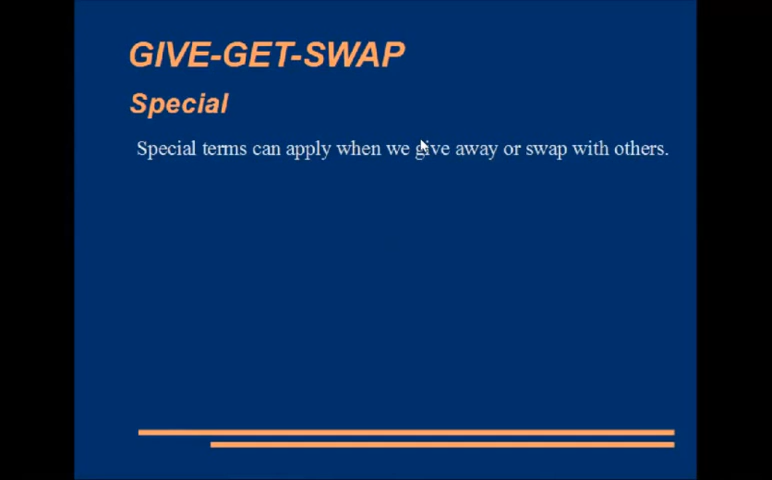 GIVE-GET-SWAP
Special
Special terms can apply when we give away or swap with others.